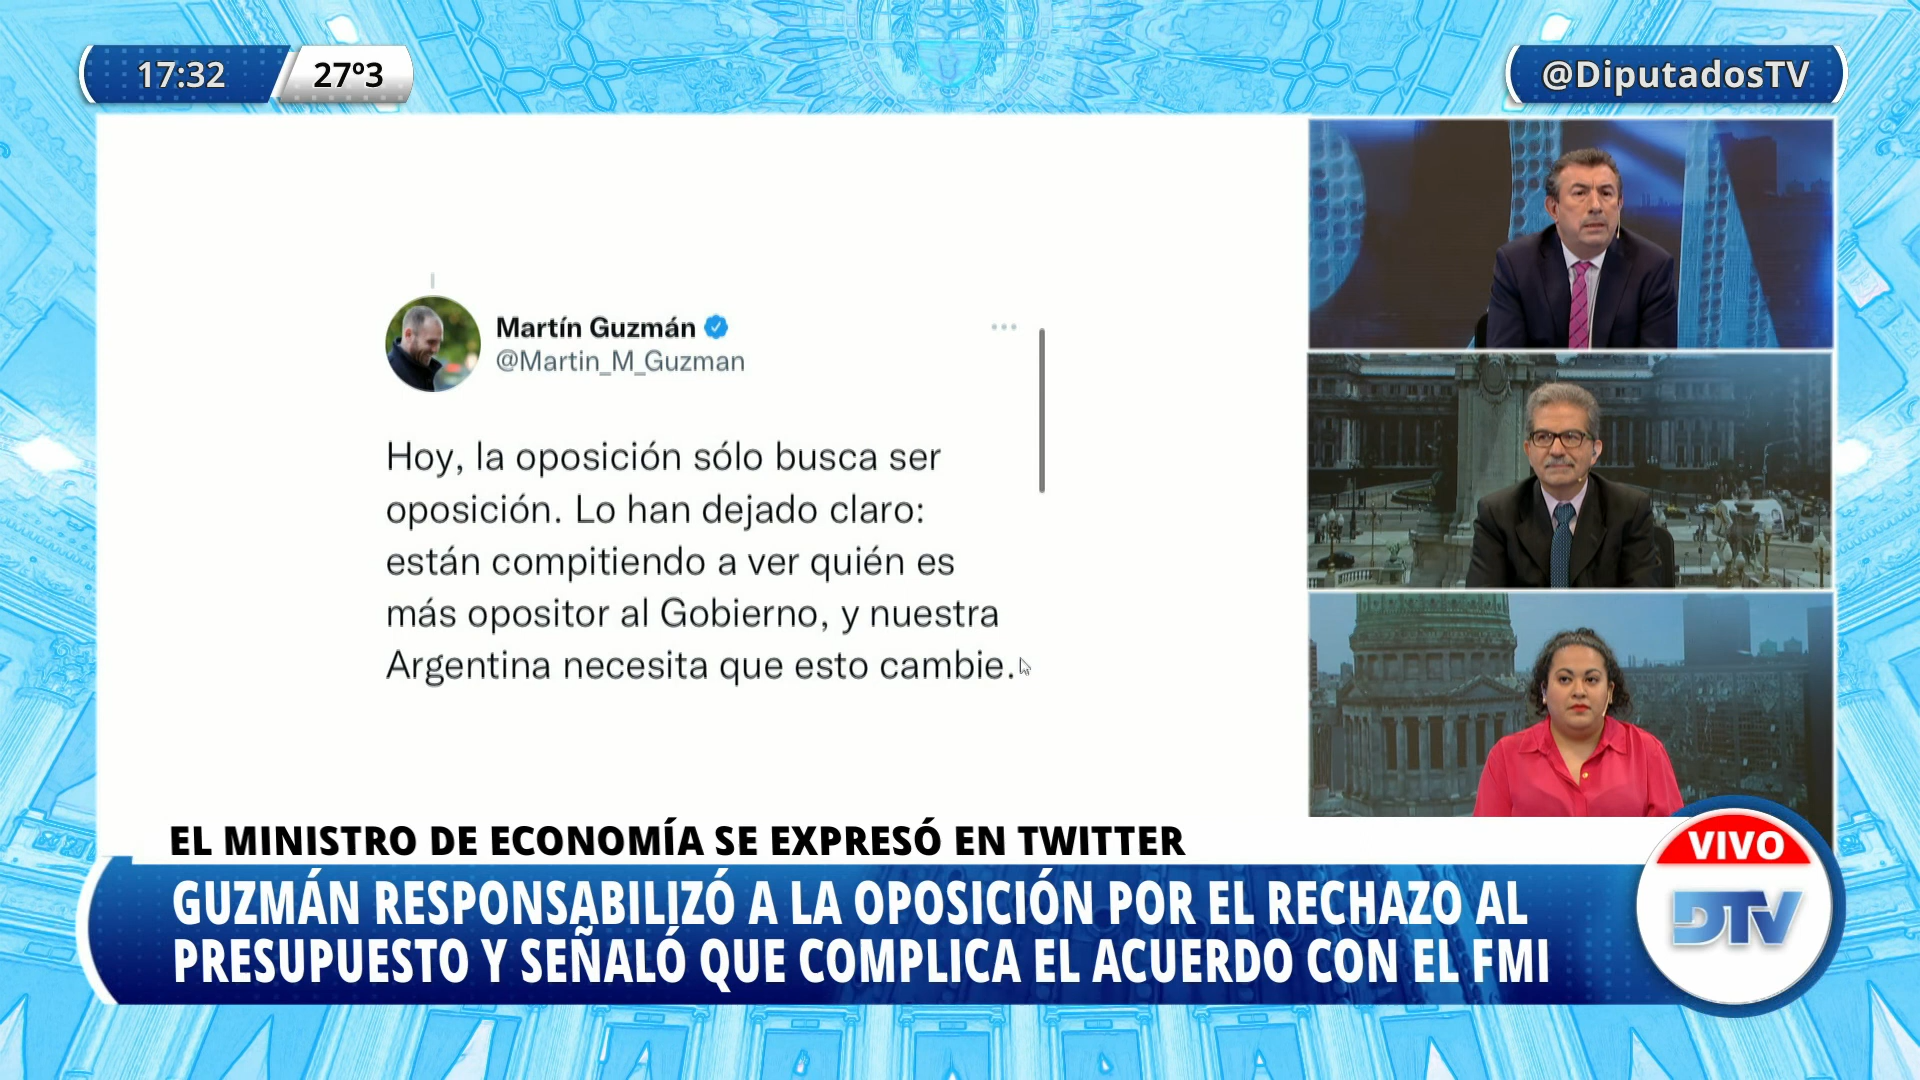 17:32
27º3
@DiputadosTV
Martín Guzmán
@Martin_M_Guzman
Hoy, la oposición sólo busca ser
oposición. Lo han dejado claro:
están compitiendo a ver quién es
más opositor al Gobierno, y nuestra
Argentina necesita que esto cambie.
EL MINISTRO DE ECONOMÍA SE EXPRESÓ EN TWITTER
GUZMÁN RESPONSABILIZÓ A LA OPOSICIÓN POR EL RECHAZO AL
PRESUPUESTO Y SEÑALÓ QUE COMPLICA EL ACUERDO CON EL FMI
VIVO
DTV